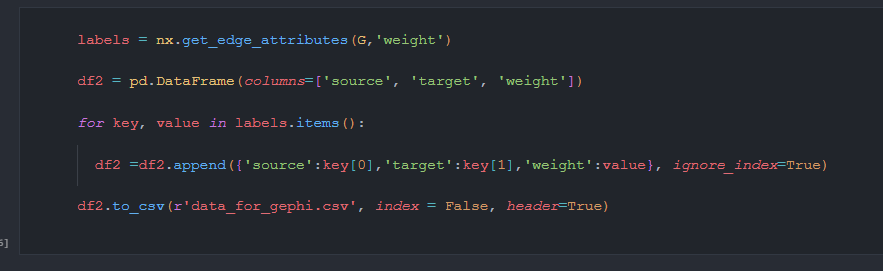 labels = nx.get_edge_attributes(G,'weight')
df2 = pd.DataFrame(columns=['source', 'target', 'weight'])
for key, value in labels.items():
df2 =df2.append({'source':key[0],'target':key[1],'weight':value}, ignore_index=True)
df2.to_csv(r'data_for_gephi.csv', index = False, header=True)
5]